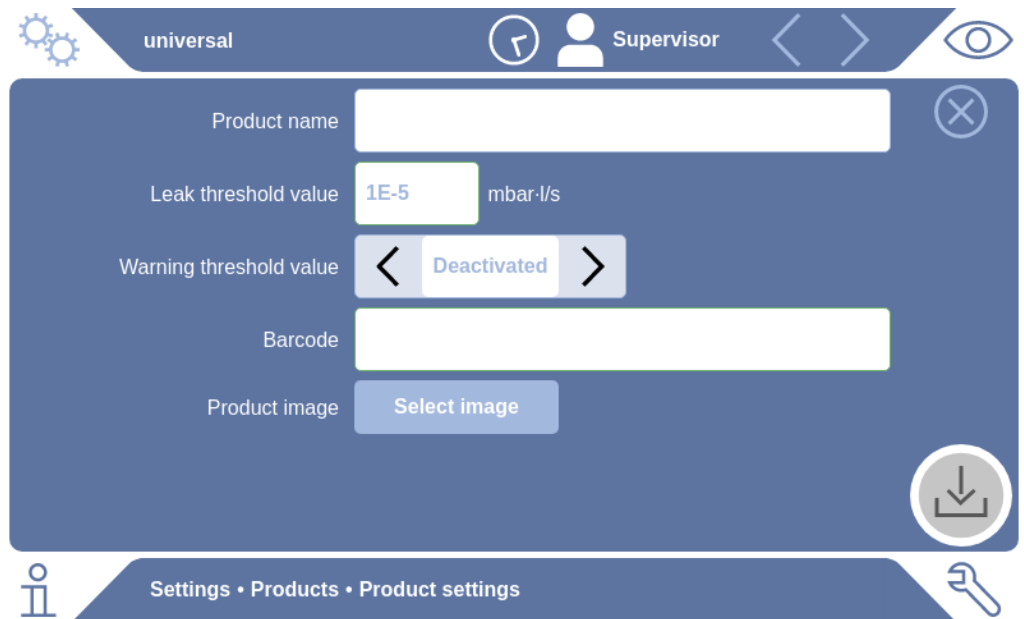 universal
Supervisor
Product name
Leak threshold value 1E-5 mbar·l/s
Warning threshold value Deactivated
Barcode
Product image Select image
Settings • Products • Product settings